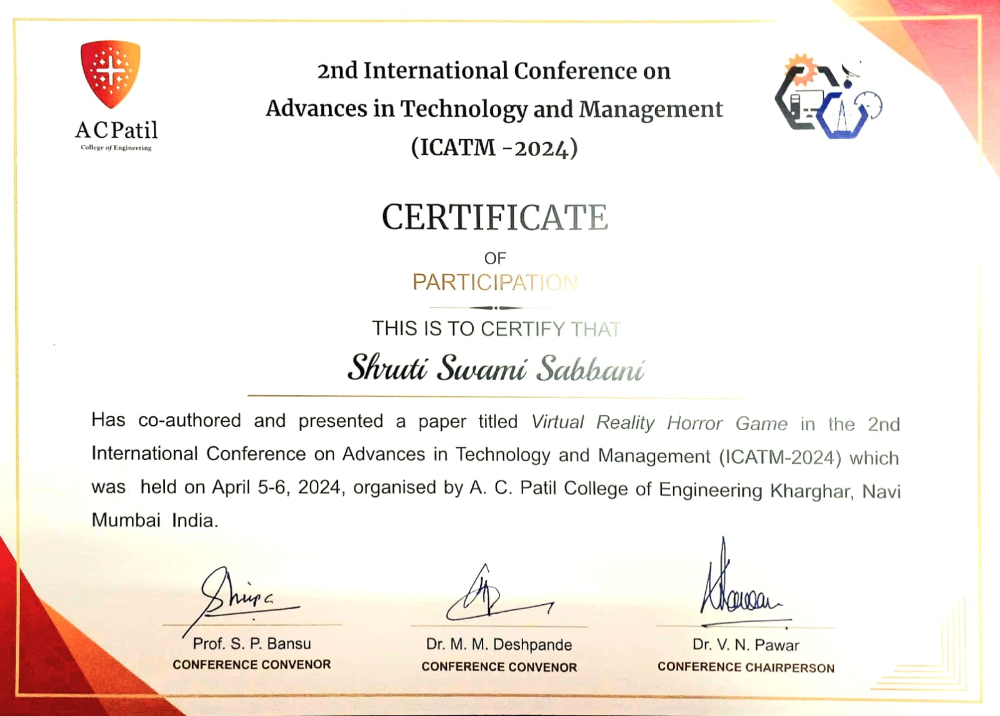 ACPatil
College of Engineering
2nd International Conference on
Advances in Technology and Management
(ICATM -2024)
CERTIFICATE
OF
PARTICIPATION
THIS IS TO CERTIFY THAT
Shruti Swami Sabbani
Has co-authored and presented a paper titled Virtual Reality Horror Game in the 2nd
International Conference on Advances in Technology and Management (ICATM-2024) which
was held on April 5-6, 2024, organised by A. C. Patil College of Engineering Kharghar, Navi
Mumbai India.
Prof. S. P. Bansu
CONFERENCE CONVENOR
Dr. M. M. Deshpande
CONFERENCE CONVENOR
Dr. V. N. Pawar
CONFERENCE CHAIRPERSON